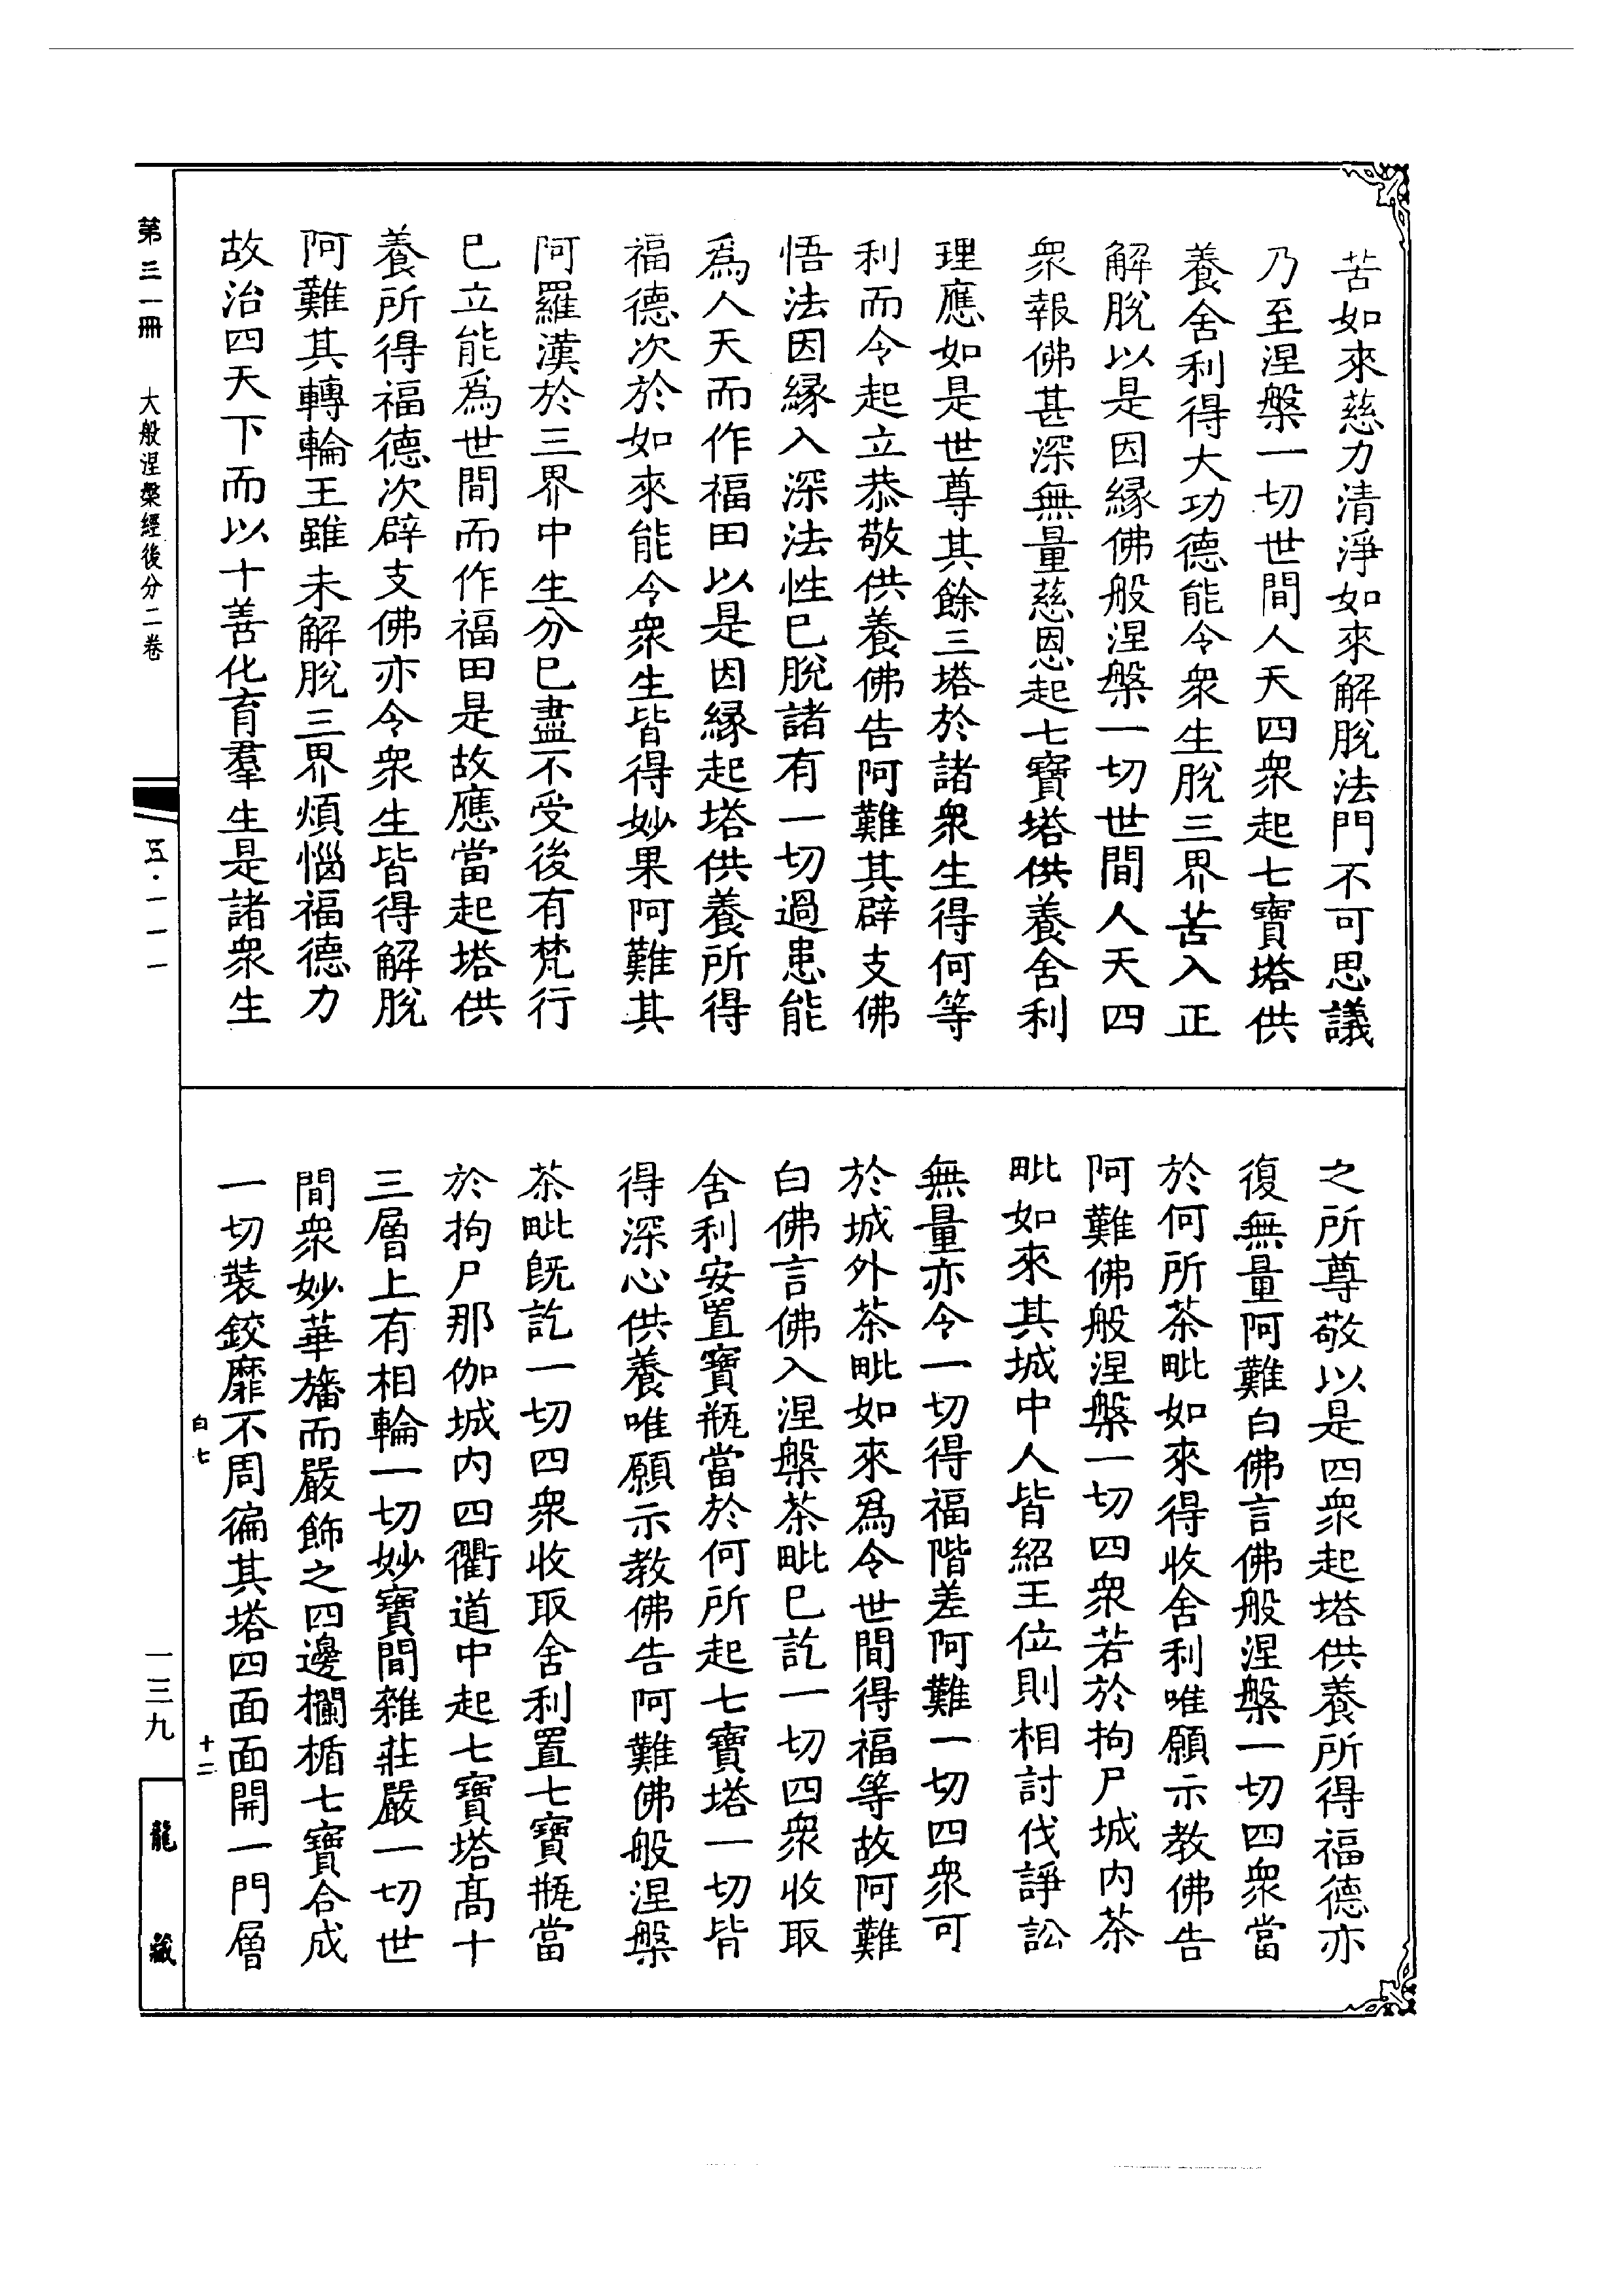 苦如來慈力清淨如來解脫法門不可思議
乃至涅槃一切世間人天四衆起七寶塔供
養舍利得大功德能令衆生脫三界苦入正
解脫以是因緣佛般涅槃一切世間人天四
衆報佛甚深無量慈恩起七寶塔供養舍利
理應如是世尊其餘三塔於諸衆生得何等
利而令起立恭敬供養佛告阿難其辟支佛
悟法因緣入深法性已脫諸有一切過患能
爲人天而作福田以是因緣起塔供養所得
福德次於如來能令衆生皆得妙果阿難其
阿羅漢於三界中生分已盡不受後有梵行
已立能爲世間而作福田是故應當起塔供
養所得福德次辟支佛亦令衆生皆得解脫
阿難其轉輪王雖未解脫三界煩惱福德力
故治四天下而以十善化育羣生是諸衆生
之所尊敬以是四衆起塔供養所得福德亦
復無量阿難白佛言佛般涅槃一切四衆當
於何所茶毗如來得收舍利唯願示教佛告
阿難佛般涅槃一切四衆若於拘尸城内茶
毗如來其城中人皆紹王位則相討伐諍訟
無量亦令一切得福階差阿難一切四衆可
於城外茶毗如來爲令世間得福等故阿難
白佛言佛入涅槃茶毗已訖一切四衆收取
舍利安置寶瓶當於何所起七寶塔一切皆
得深心供養唯願示教佛告阿難佛般涅槃
茶毗旣訖一切四衆收取舍利置七寶瓶當
於拘尸那伽城内四衢道中起七寶塔高十
三層上有相輪一切妙寶間雜莊嚴一切世
間衆妙華旛而嚴飾之四邊欄楯七寶合成
一切裝鉸靡不周徧其塔四面面開一門層
白七 十二
第三一冊 大般涅槃經後分二卷 五·一一一 一三九 龍藏